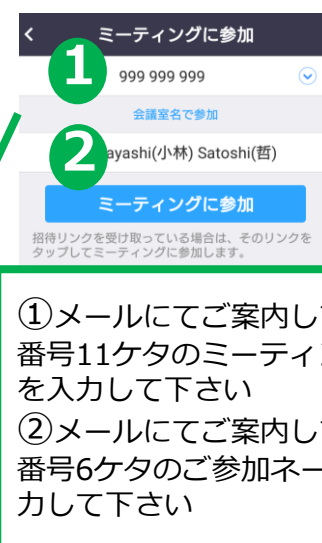 ミーティングに参加
1
999 999 999
会議室名で参加
2
ayashi(小林) Satoshi(哲)
ミーティングに参加
招待リンクを受け取っている場合は、そのリンクを
タップしてミーティングに参加します。
①メールにてご案内し
番号11ケタのミーティ
を入力して下さい
②メールにてご案内し
番号6ケタのご参加ネー
力して下さい